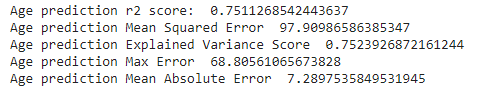 Age prediction r2 score:  0.7511268542443637
Age prediction Mean Squared Error  97.90986586385347
Age prediction Explained Variance Score  0.7523926872161244
Age prediction Max Error  68.80561065673828
Age prediction Mean Absolute Error  7.2897535849531945